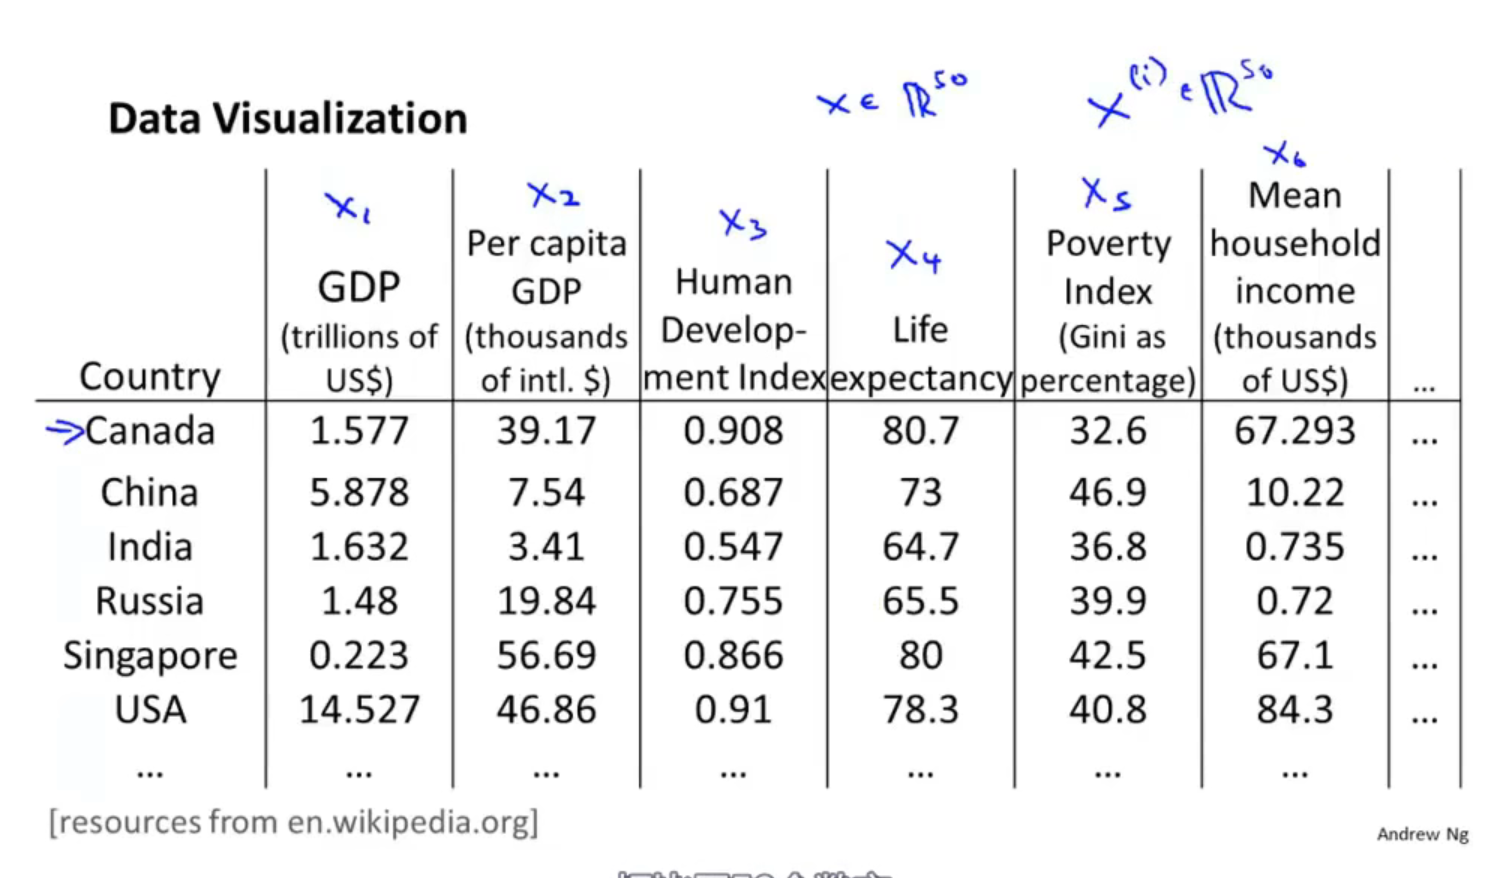 x ∈ ℝ⁵⁰ x⁽ⁱ⁾ ∈ ℝ⁵⁰
Data Visualization
x₁ x₂ x₃ x₄ x₅ x₆
Country
GDP
(trillions of
US$)
Per capita
GDP
(thousands
of intl. $)
Human
Develop-
ment Index
Life
expectancy
Poverty
Index
(Gini as
percentage)
Mean
household
income
(thousands
of US$)
...
⇒Canada 1.577 39.17 0.908 80.7 32.6 67.293 ...
China 5.878 7.54 0.687 73 46.9 10.22 ...
India 1.632 3.41 0.547 64.7 36.8 0.735 ...
Russia 1.48 19.84 0.755 65.5 39.9 0.72 ...
Singapore 0.223 56.69 0.866 80 42.5 67.1 ...
USA 14.527 46.86 0.91 78.3 40.8 84.3 ...
... ... ... ... ... ... ...
[resources from en.wikipedia.org]
Andrew Ng